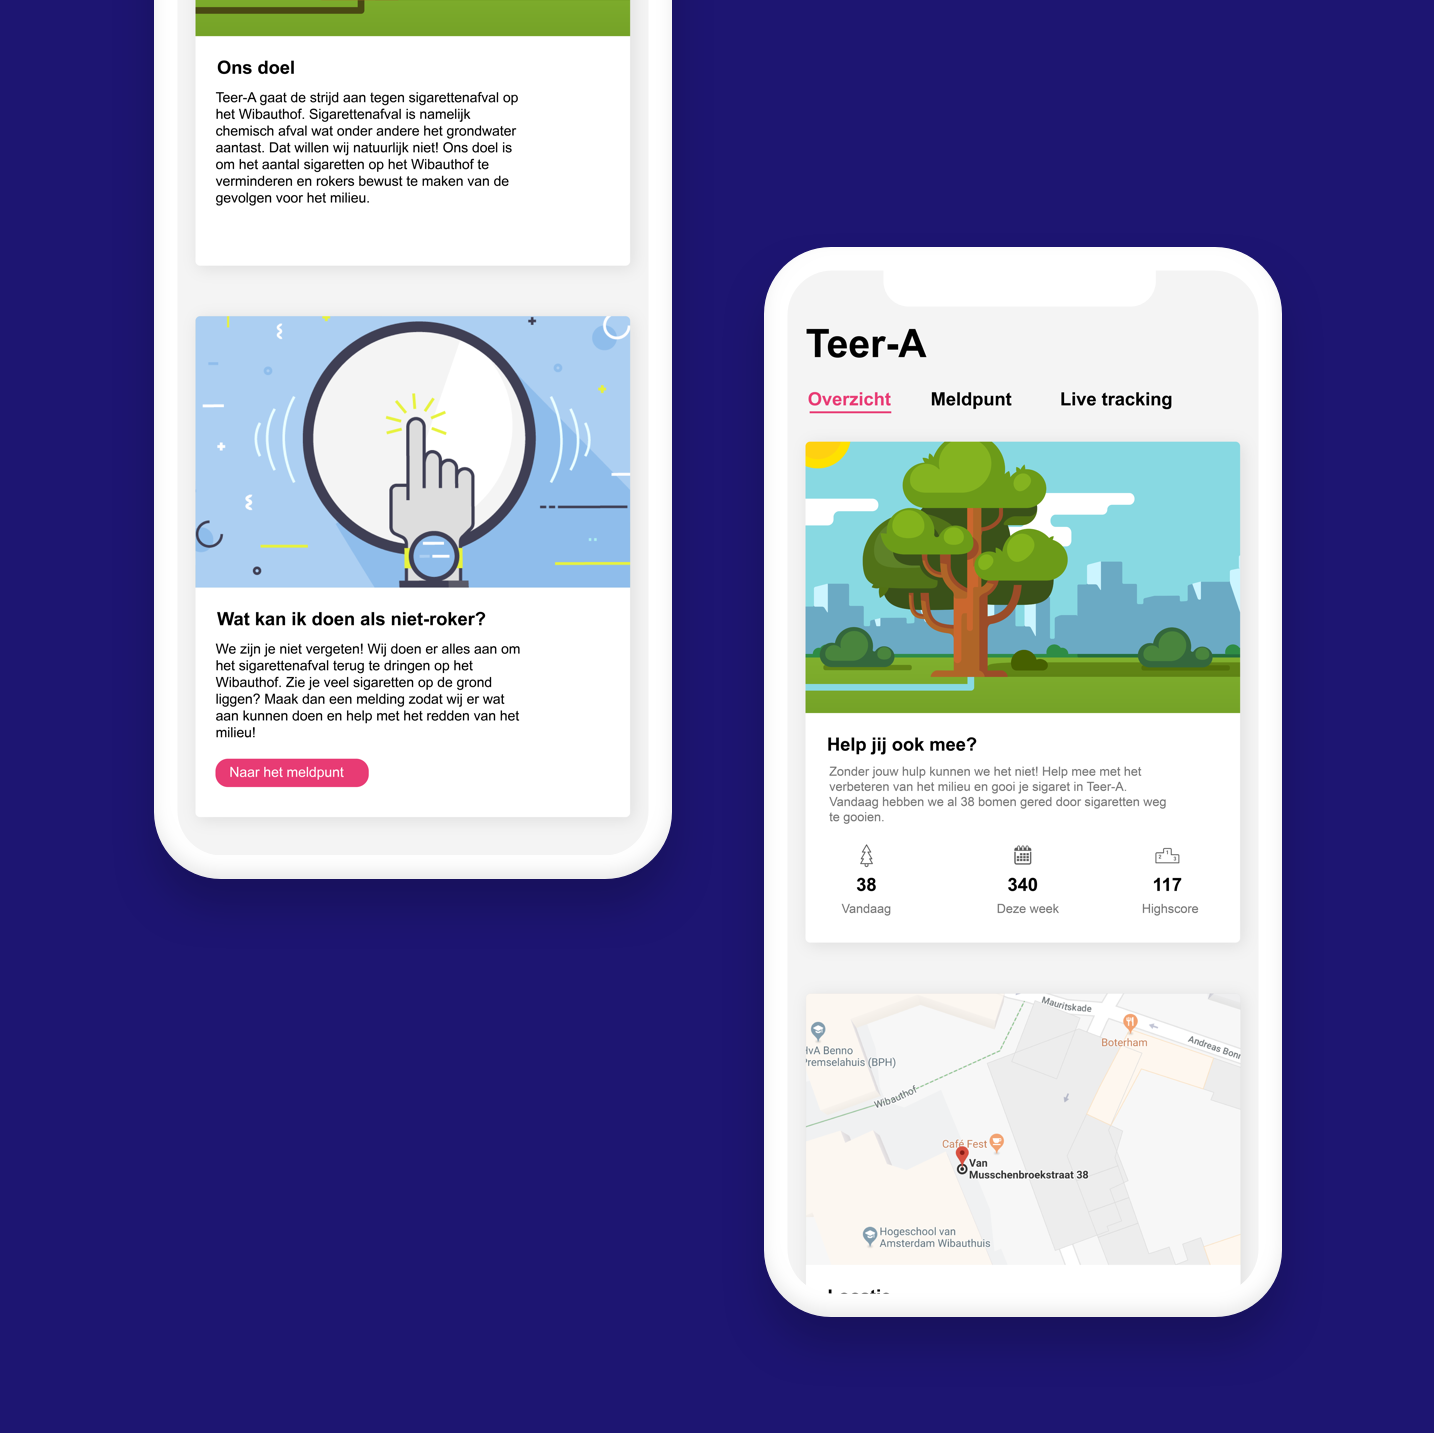 Ons doel
Teer-A gaat de strijd aan tegen sigarettenafval op
het Wibauthof. Sigarettenafval is namelijk
chemisch afval wat onder andere het grondwater
aantast. Dat willen wij natuurlijk niet! Ons doel is
om het aantal sigaretten op het Wibauthof te
verminderen en rokers bewust te maken van de
gevolgen voor het milieu.
Wat kan ik doen als niet-roker?
We zijn je niet vergeten! Wij doen er alles aan om
het sigarettenafval terug te dringen op het
Wibauthof. Zie je veel sigaretten op de grond
liggen? Maak dan een melding zodat wij er wat
aan kunnen doen en help met het redden van het
milieu!
Naar het meldpunt
Teer-A
Overzicht Meldpunt Live tracking
Help jij ook mee?
Zonder jouw hulp kunnen we het niet! Help mee met het
verbeteren van het milieu en gooi je sigaret in Teer-A.
Vandaag hebben we al 38 bomen gered door sigaretten weg
te gooien.
2 1 3
38 340 117
Vandaag Deze week Highscore
Mauritskade
Boterham
Andreas Bonn
HvA Benno
Premselahuis (BPH)
Wibauthof
Café Fest
Van
Musschenbroekstraat 38
Hogeschool van
Amsterdam Wibauthuis
Locatie